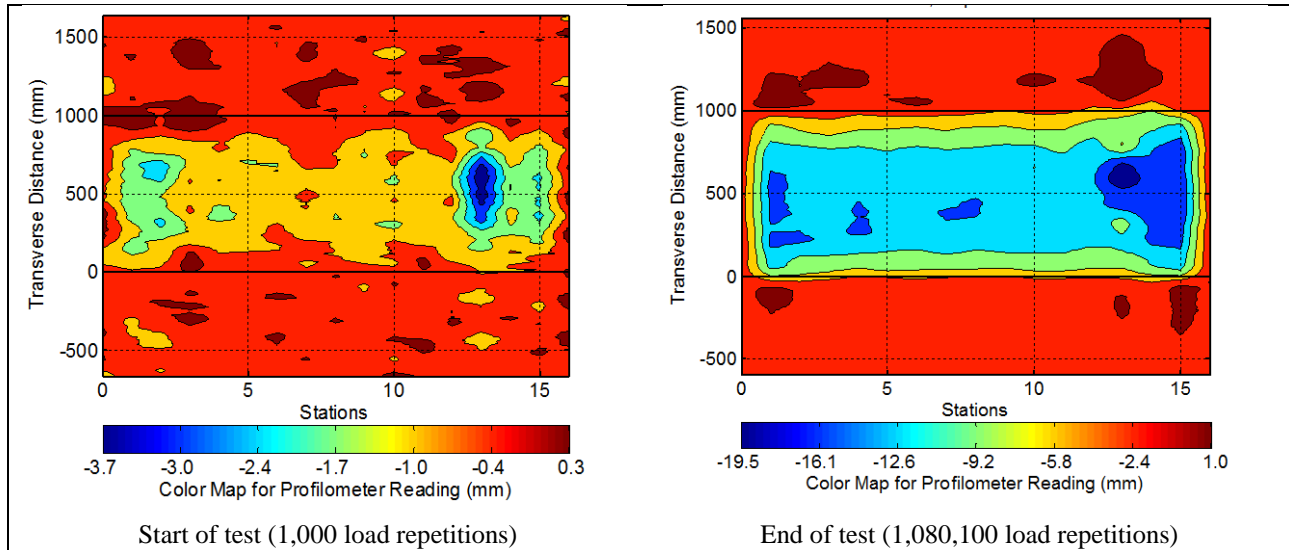 1500
1000
500
0
-500
Transverse Distance (mm)
0 5 10 15
Stations
-3.7 -3.0 -2.4 -1.7 -1.0 -0.4 0.3
Color Map for Profilometer Reading (mm)
Start of test (1,000 load repetitions)
1500
1000
500
0
-500
Transverse Distance (mm)
0 5 10 15
Stations
-19.5 -16.1 -12.6 -9.2 -5.8 -2.4 1.0
Color Map for Profilometer Reading (mm)
End of test (1,080,100 load repetitions)